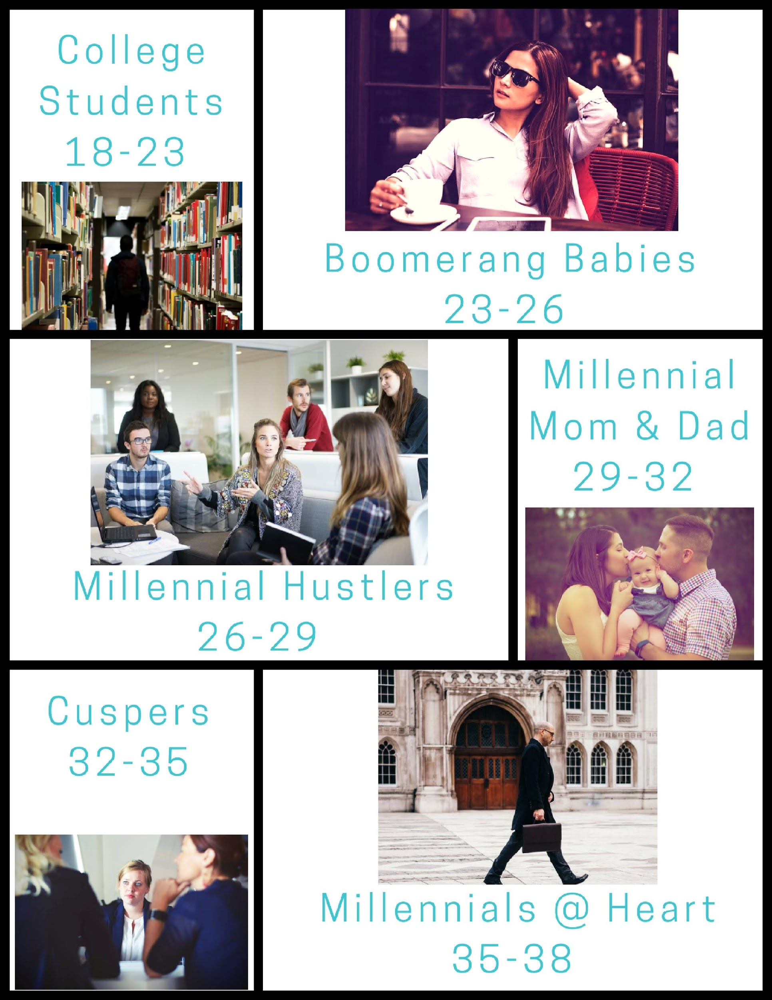 College
Students
18-23
Boomerang Babies
23-26
Millennial Hustlers
26-29
Millennial
Mom & Dad
29-32
Cuspers
32-35
Millennials @ Heart
35-38